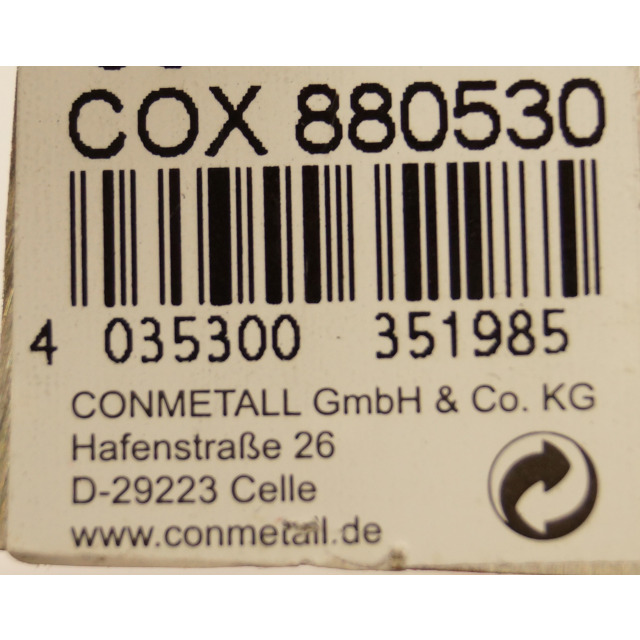 COX 880530
4 035300 351985
CONMETALL GmbH & Co. KG
Hafenstraße 26
D-29223 Celle
www.conmetall.de